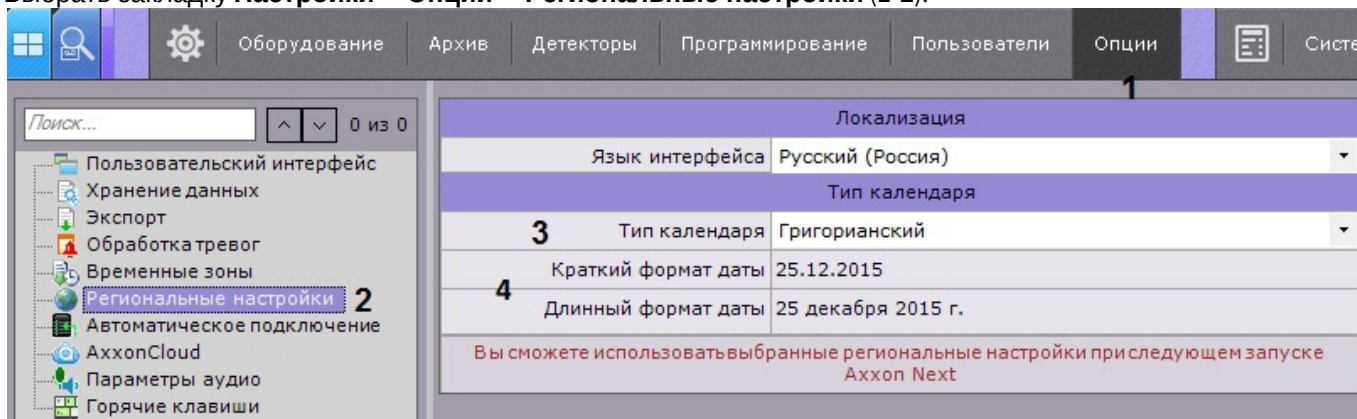 Выбрать закладку Настройки – Опции – Региональные настройки (1-2).
Оборудование Архив Детекторы Программирование Пользователи Опции Систе
1
Поиск... 0 из 0
Пользовательский интерфейс
Хранение данных
Экспорт
Обработка тревог
Временные зоны
Региональные настройки 2
Автоматическое подключение
AxxonCloud
Параметры аудио
Горячие клавиши
Локализация
Язык интерфейса Русский (Россия)
Тип календаря
3 Тип календаря Григорианский
Краткий формат даты 25.12.2015
4
Длинный формат даты 25 декабря 2015 г.
Вы сможете использовать выбранные региональные настройки при следующем запуске
Axxon Next